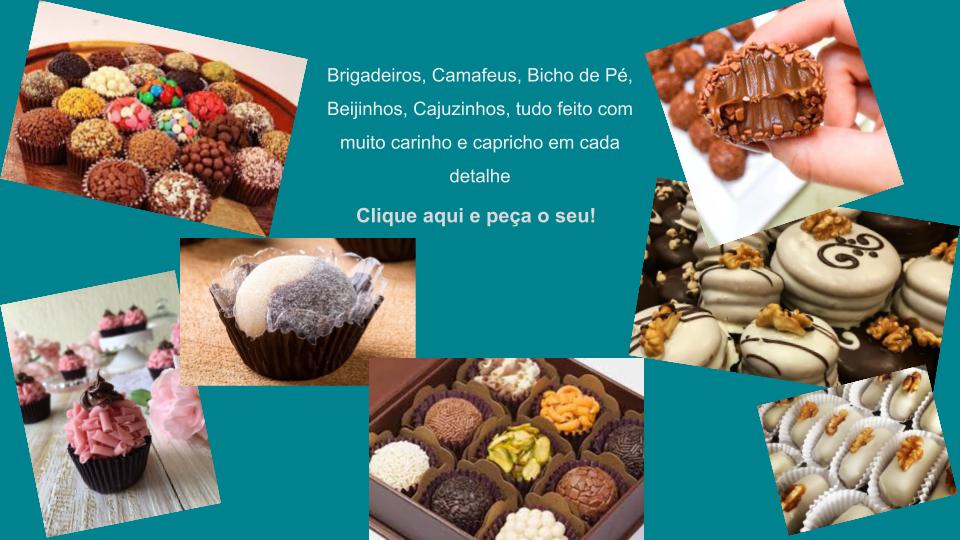 Brigadeiros, Camafeus, Bicho de Pé,
Beijinhos, Cajuzinhos, tudo feito com
muito carinho e capricho em cada
detalhe
Clique aqui e peça o seu!